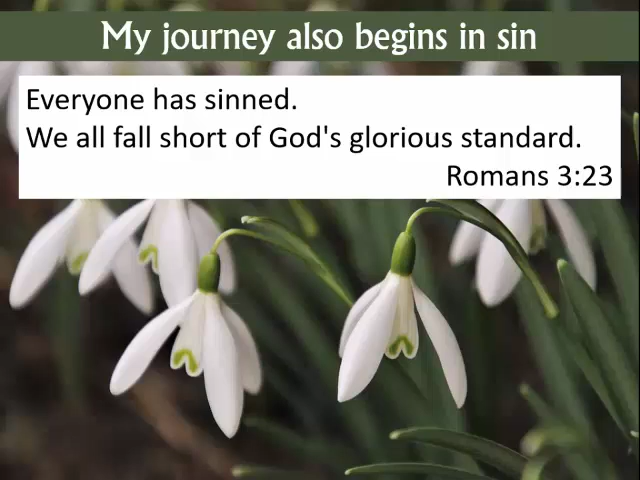 My journey also begins in sin
Everyone has sinned.
We all fall short of God's glorious standard.
Romans 3:23